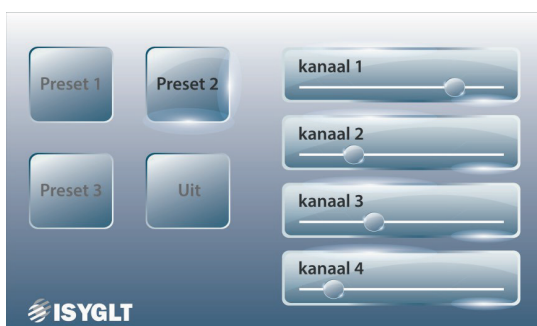 Preset 1
Preset 2
Preset 3
Uit
kanaal 1
kanaal 2
kanaal 3
kanaal 4
ISYGLT